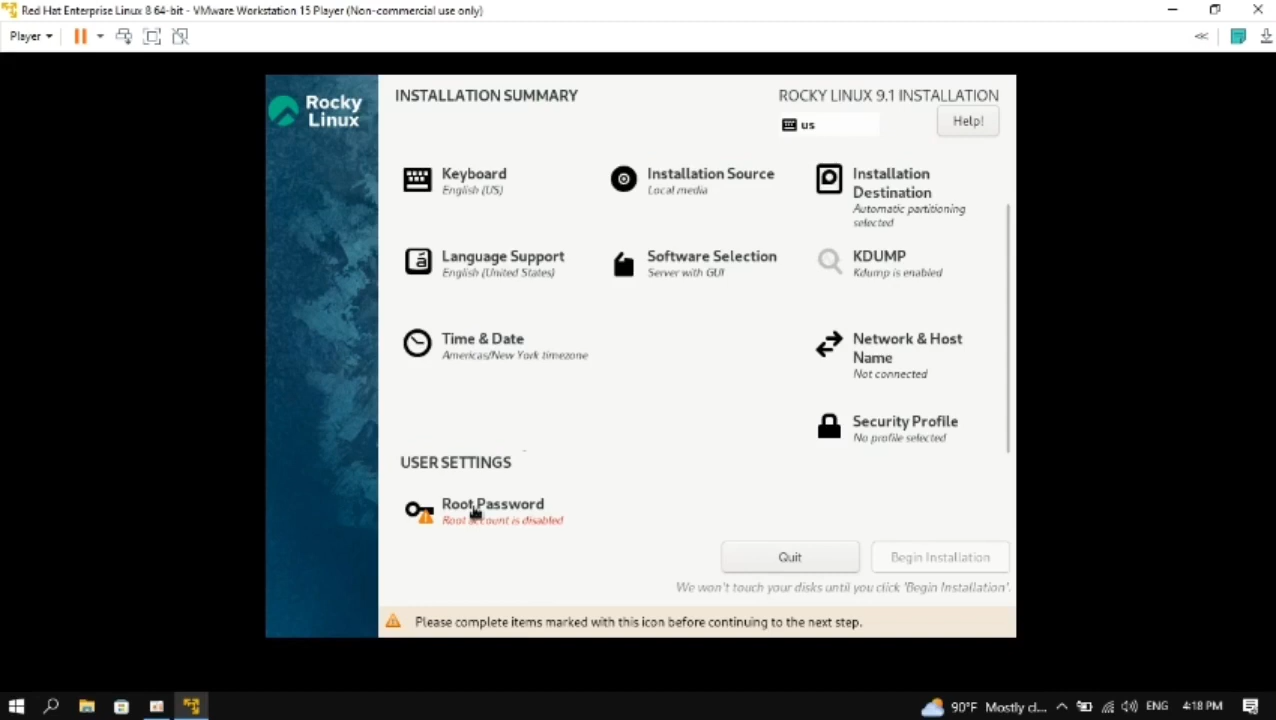 Red Hat Enterprise Linux 8 64-bit - VMware Workstation 15 Player (Non-commercial use only)
Player
Rocky
Linux
INSTALLATION SUMMARY
ROCKY LINUX 9.1 INSTALLATION
us
Help!
Keyboard
English (US)
Installation Source
Local media
Installation
Destination
Automatic partitioning
selected
Language Support
English (United States)
Software Selection
Server with GUI
KDUMP
Kdump is enabled
Time & Date
Americas/New York timezone
Network & Host
Name
Not connected
Security Profile
No profile selected
USER SETTINGS
Root Password
Root account is disabled
Quit
Begin Installation
We won't touch your disks until you click 'Begin Installation'.
Please complete items marked with this icon before continuing to the next step.
90°F Mostly cl...
ENG
4:18 PM